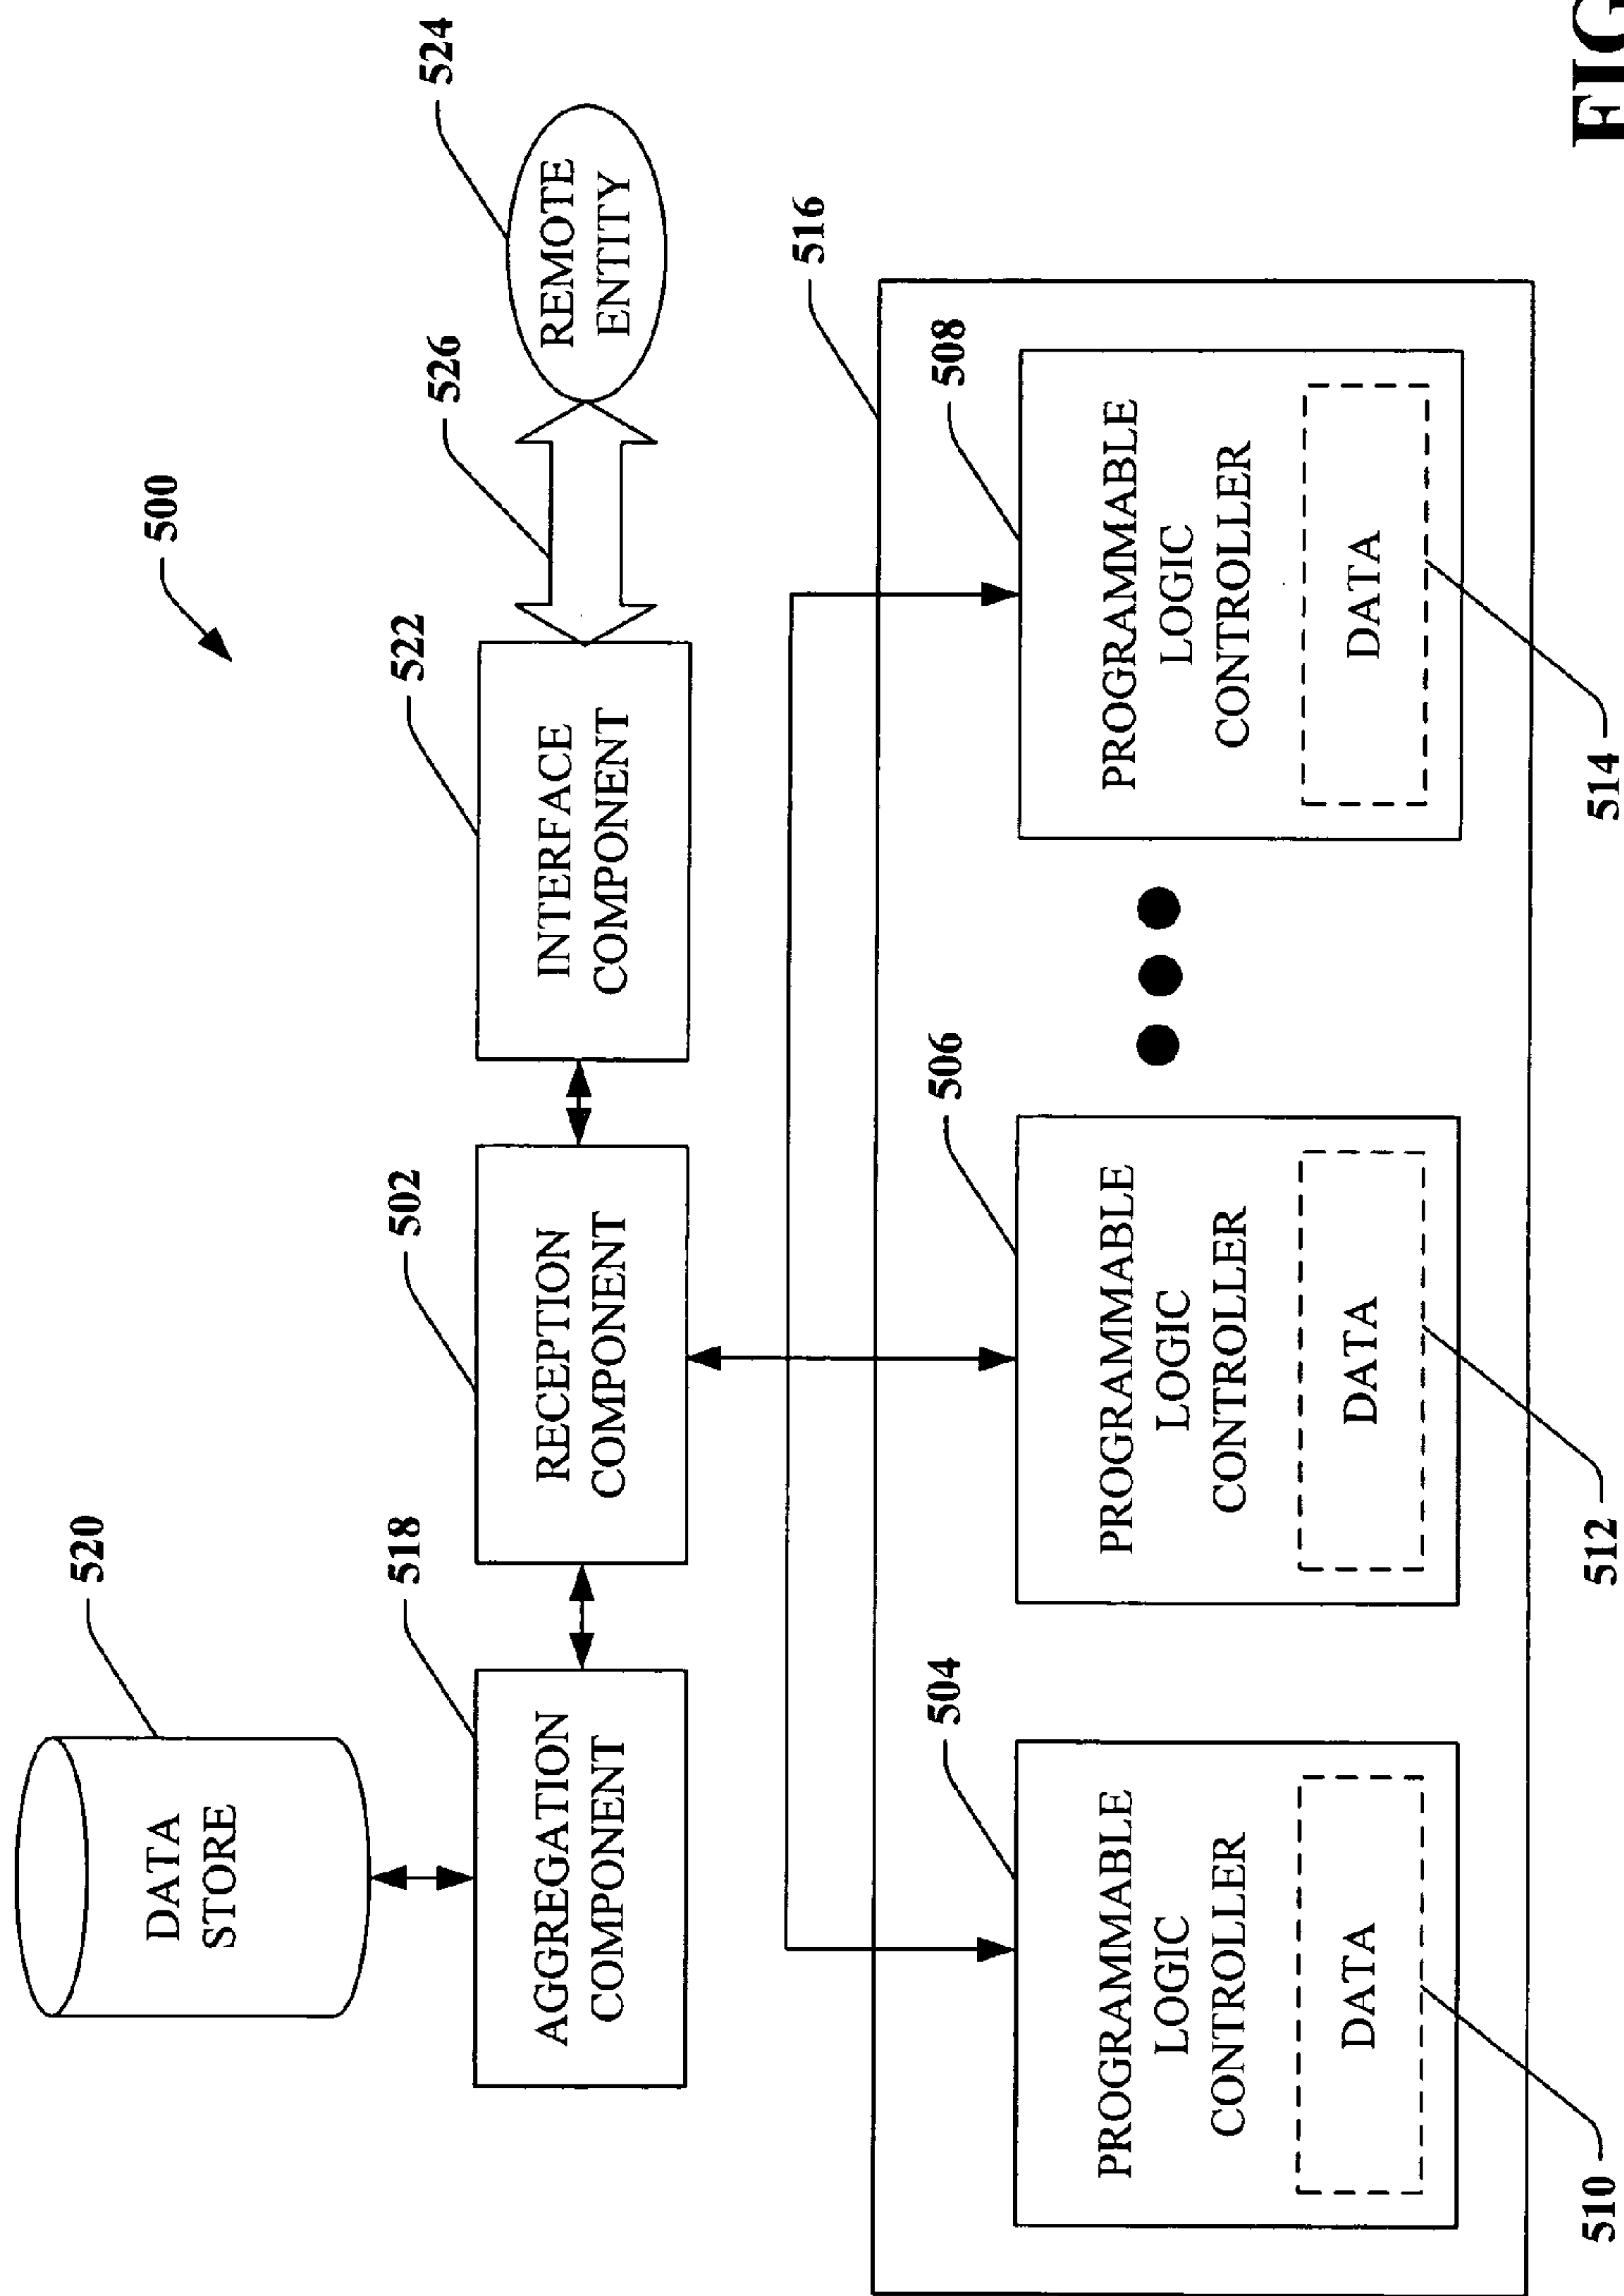 500
520
DATA
STORE
518
AGGREGATION
COMPONENT
502
RECEPTION
COMPONENT
522
INTERFACE
COMPONENT
526
524
REMOTE
ENTITY
516
504
PROGRAMMABLE
LOGIC
CONTROLLER
DATA
510
506
PROGRAMMABLE
LOGIC
CONTROLLER
DATA
512
508
PROGRAMMABLE
LOGIC
CONTROLLER
DATA
514